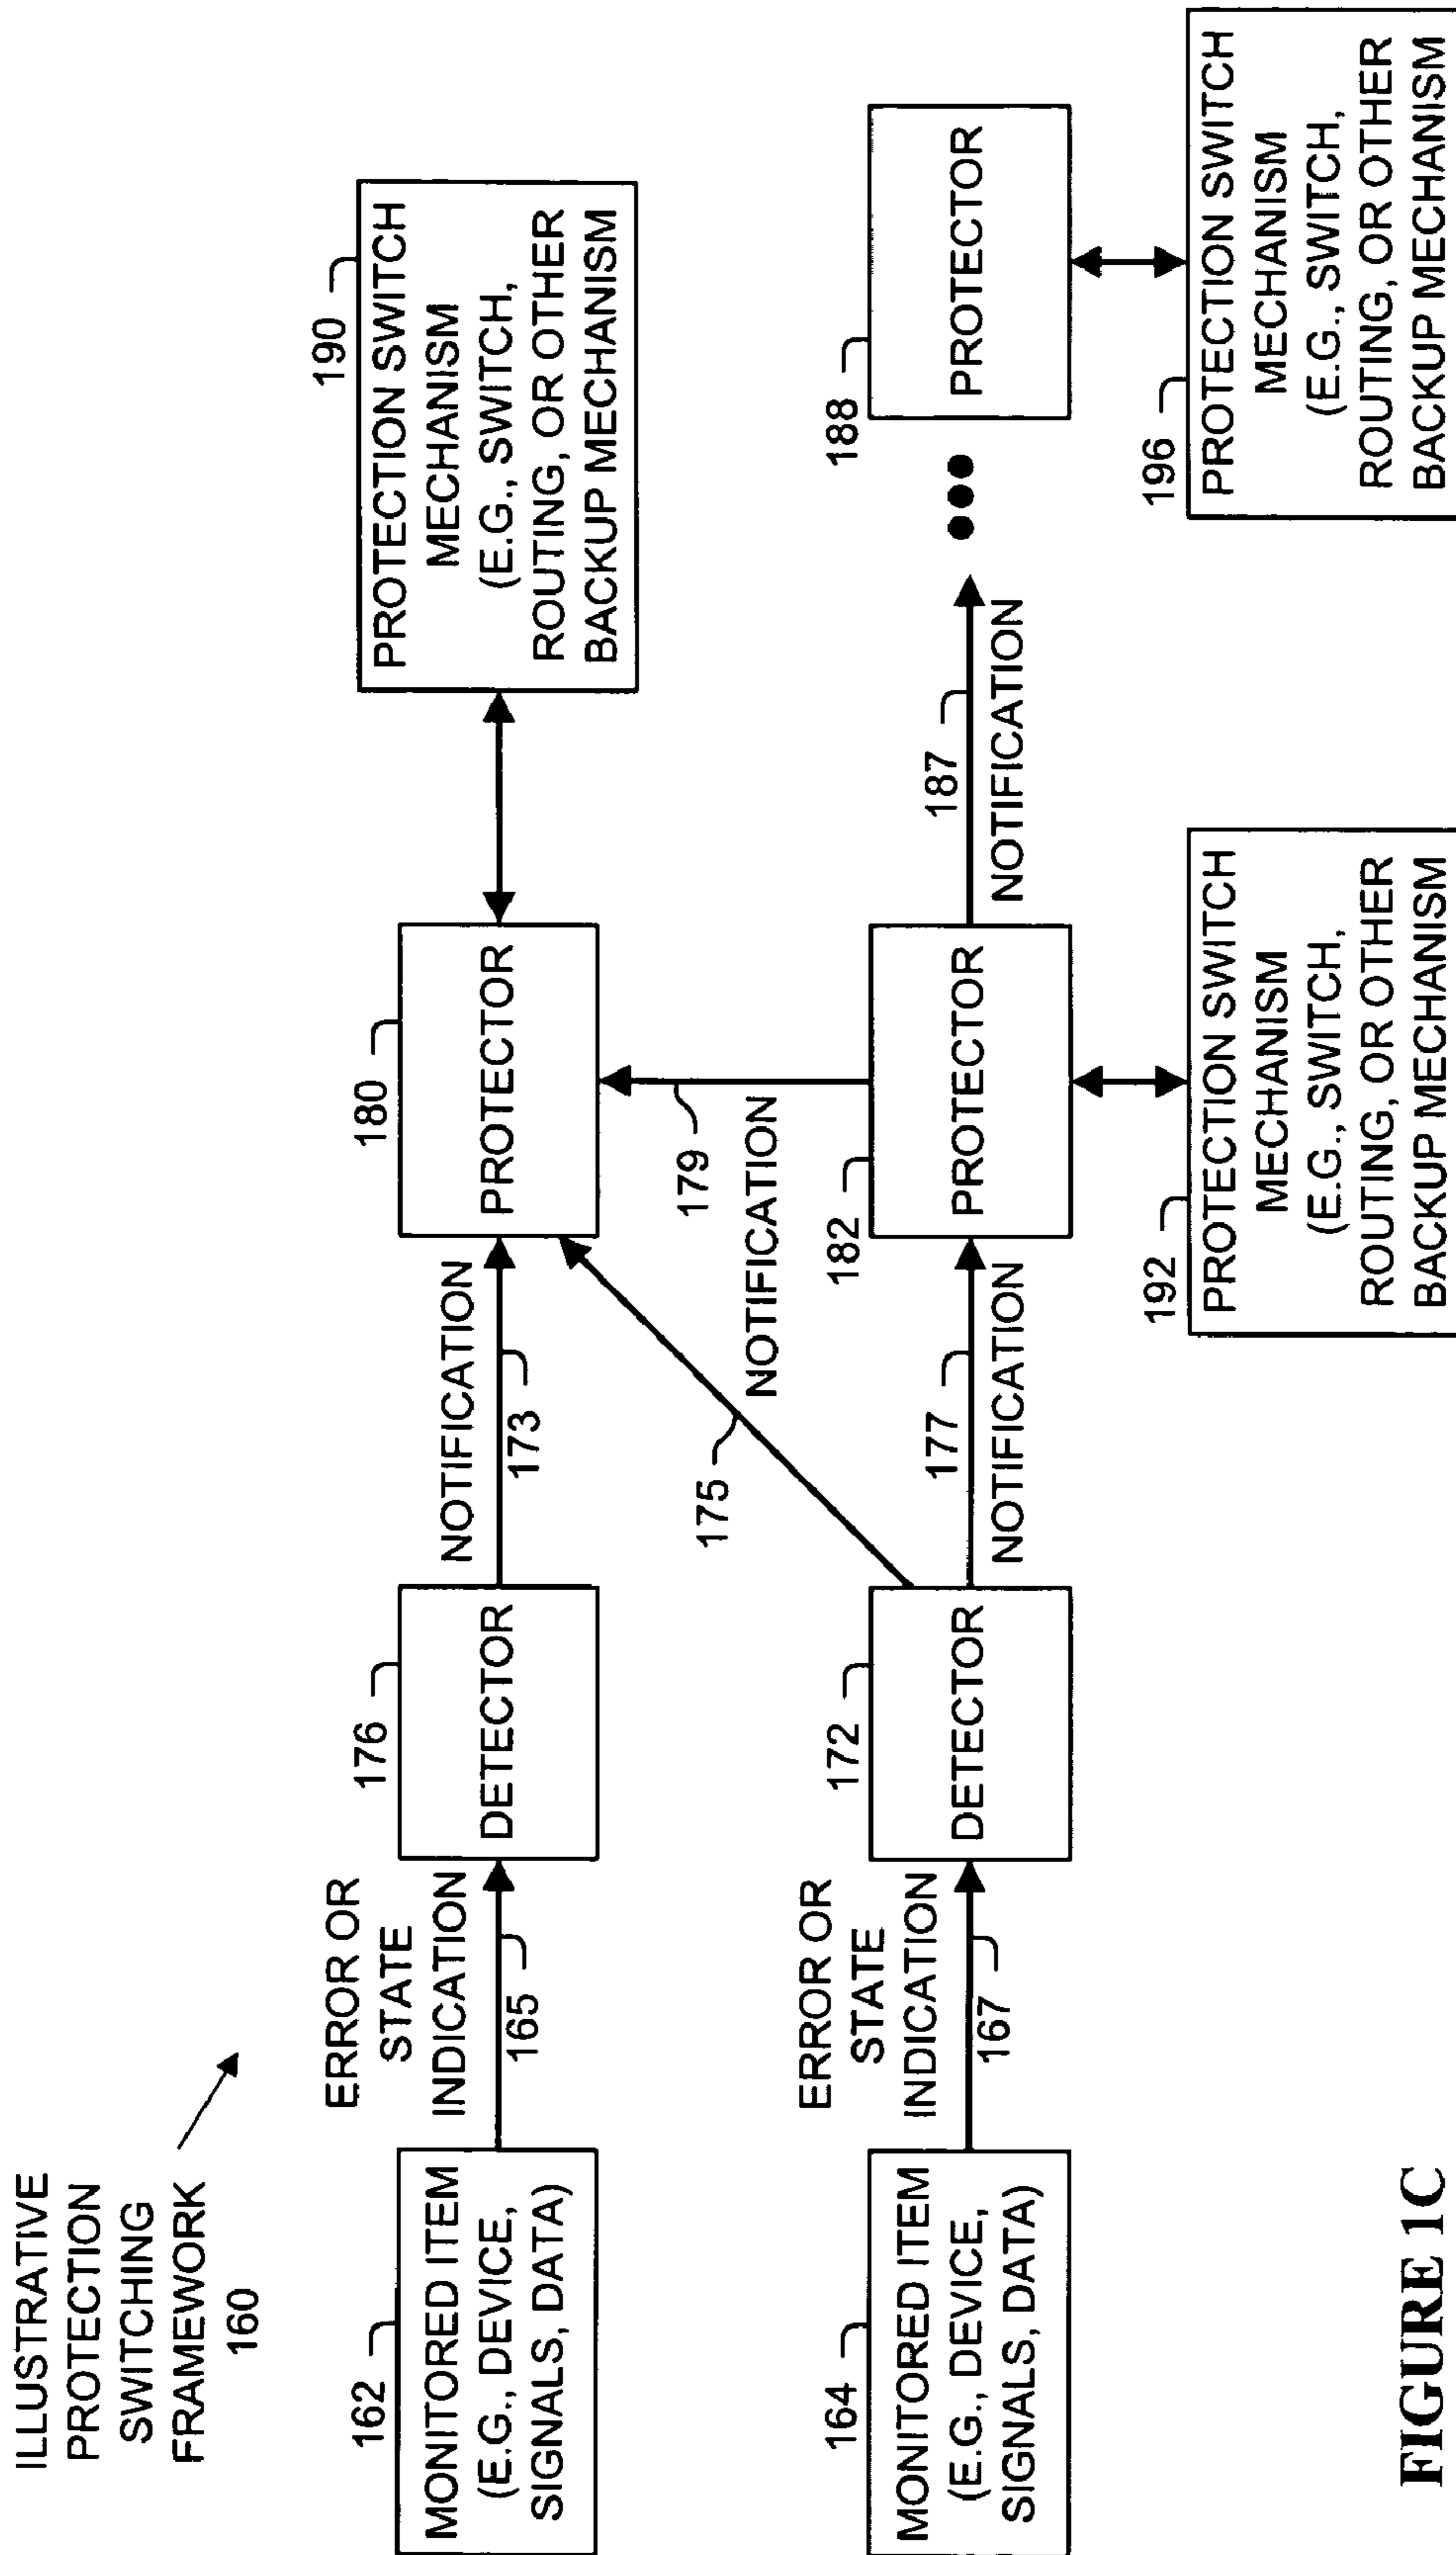 ILLUSTRATIVE
PROTECTION
SWITCHING
FRAMEWORK
160
162
MONITORED ITEM
(E.G., DEVICE,
SIGNALS, DATA)
ERROR OR
STATE
INDICATION
165
176
DETECTOR
NOTIFICATION
173
180
PROTECTOR
190
PROTECTION SWITCH
MECHANISM
(E.G., SWITCH,
ROUTING, OR OTHER
BACKUP MECHANISM
175
NOTIFICATION
179
164
MONITORED ITEM
(E.G., DEVICE,
SIGNALS, DATA)
ERROR OR
STATE
INDICATION
167
172
DETECTOR
177
NOTIFICATION
182
PROTECTOR
187
NOTIFICATION
188
PROTECTOR
192
PROTECTION SWITCH
MECHANISM
(E.G., SWITCH,
ROUTING, OR OTHER
BACKUP MECHANISM
196
PROTECTION SWITCH
MECHANISM
(E.G., SWITCH,
ROUTING, OR OTHER
BACKUP MECHANISM
FIGURE 1C